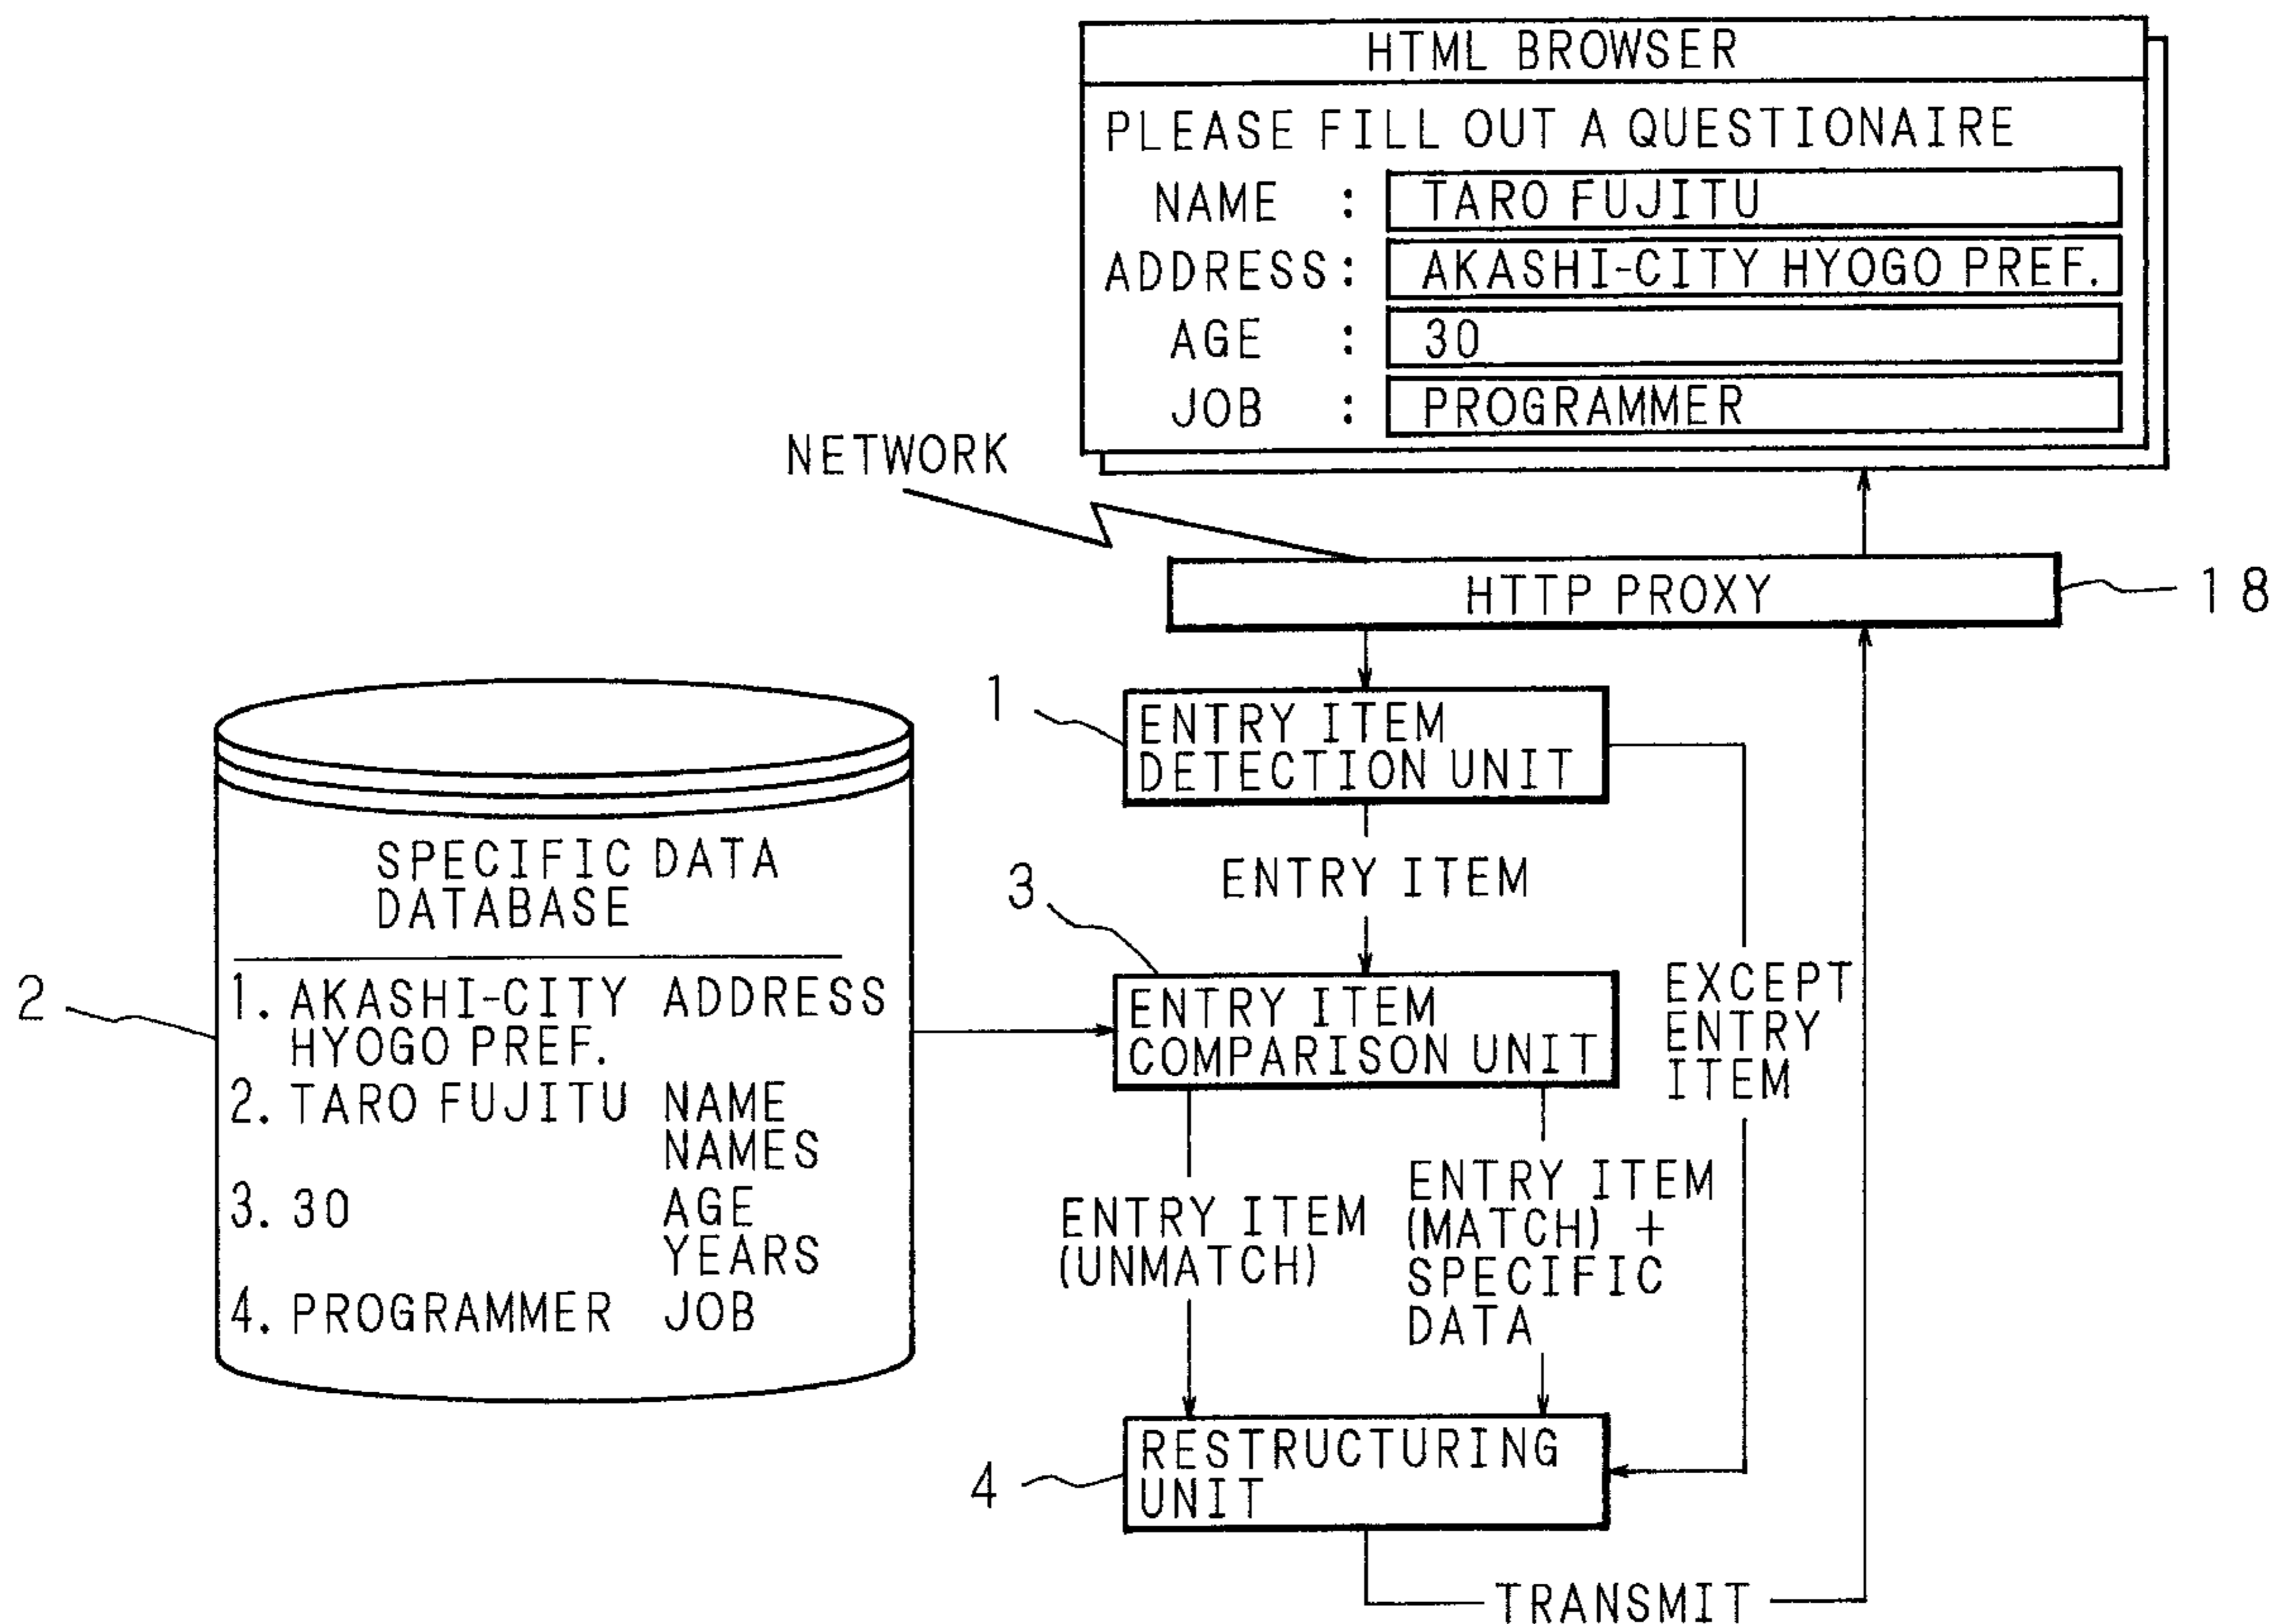 HTML BROWSER
PLEASE FILL OUT A QUESTIONAIRE
NAME : TARO FUJITU
ADDRESS: AKASHI-CITY HYOGO PREF.
AGE : 30
JOB : PROGRAMMER
NETWORK
HTTP PROXY
18
1
ENTRY ITEM
DETECTION UNIT
ENTRY ITEM
3
ENTRY ITEM
COMPARISON UNIT
EXCEPT
ENTRY
ITEM
SPECIFIC DATA
DATABASE
2
1. AKASHI-CITY ADDRESS
HYOGO PREF.
2. TARO FUJITU NAME
NAMES
3. 30 AGE
YEARS
4. PROGRAMMER JOB
ENTRY ITEM
(UNMATCH)
ENTRY ITEM
(MATCH) +
SPECIFIC
DATA
4
RESTRUCTURING
UNIT
TRANSMIT